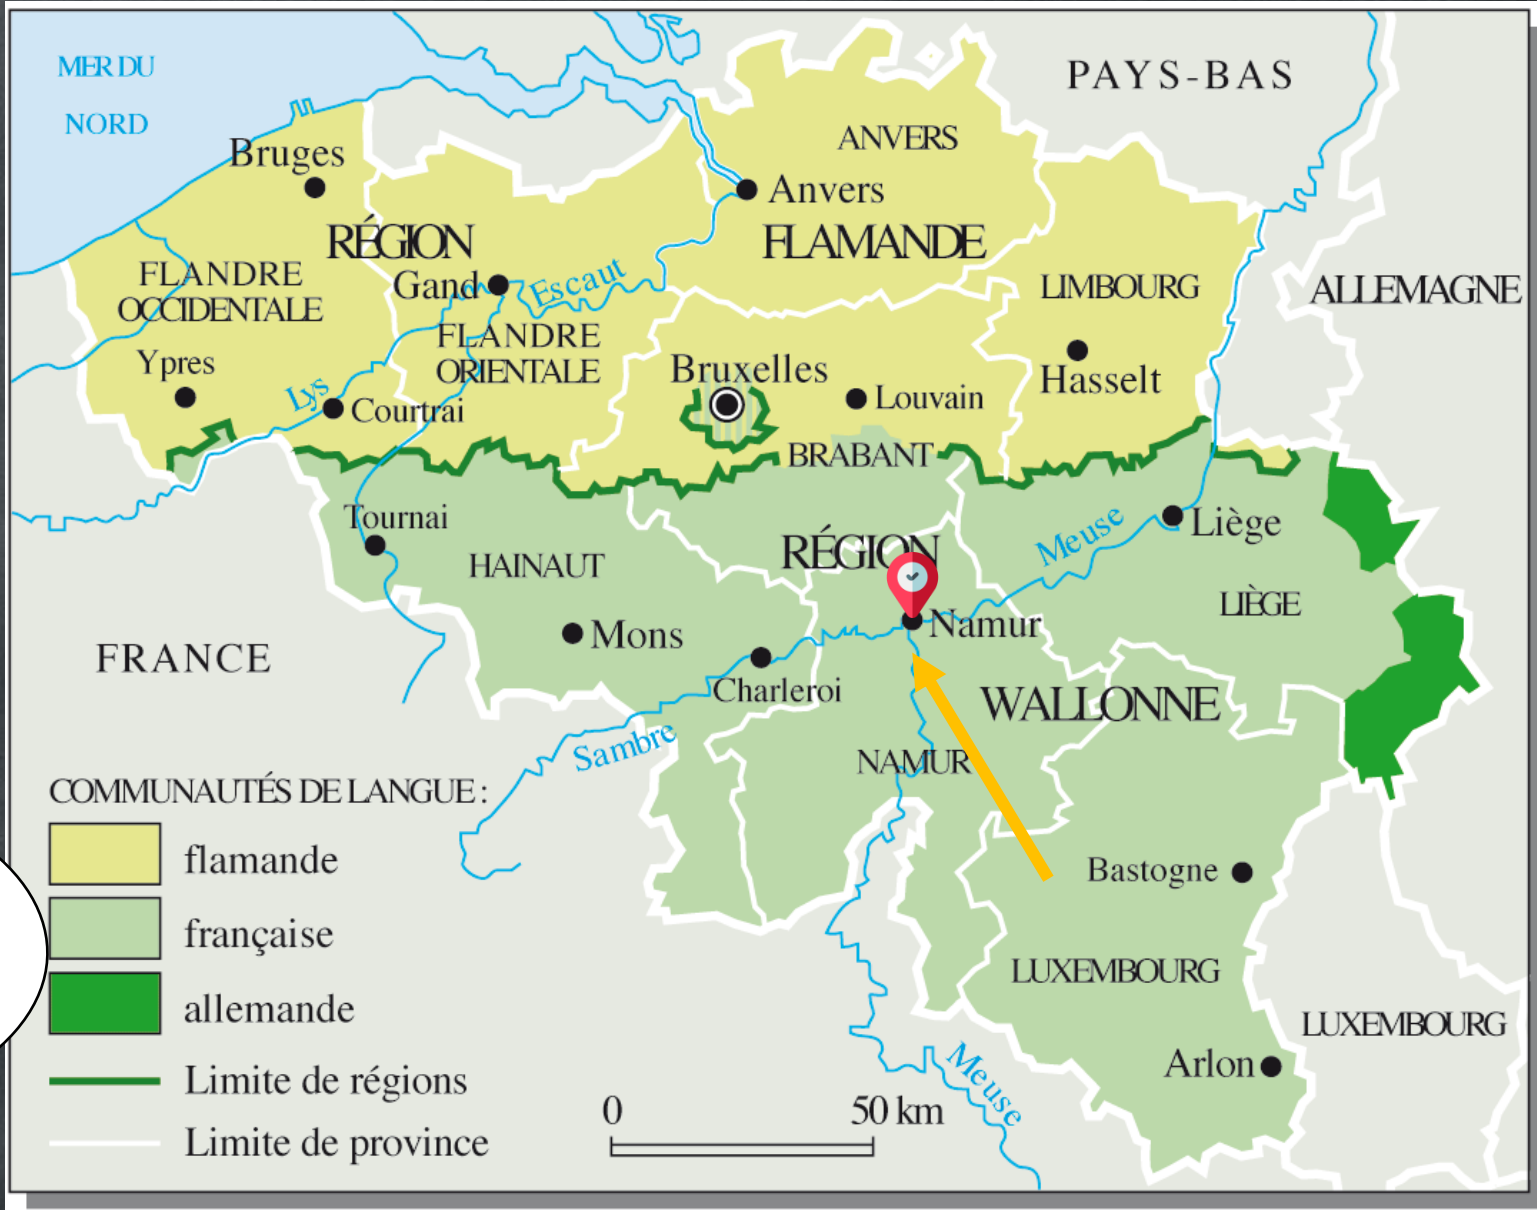 MER DU
NORD
PAYS-BAS
ANVERS
Bruges
Anvers
RÉGION
FLAMANDE
FLANDRE
OCCIDENTALE
Gand
Escaut
LIMBOURG
ALLEMAGNE
FLANDRE
ORIENTALE
Ypres
Bruxelles
Hasselt
Lys
Courtrai
Louvain
BRABANT
Tournai
Meuse
Liège
HAINAUT
RÉGION
LIÈGE
Mons
Namur
FRANCE
Charleroi
WALLONNE
Sambre
NAMUR
COMMUNAUTÉS DE LANGUE :
flamande
Bastogne
française
LUXEMBOURG
allemande
LUXEMBOURG
Meuse
Arlon
Limite de régions
0 50 km
Limite de province